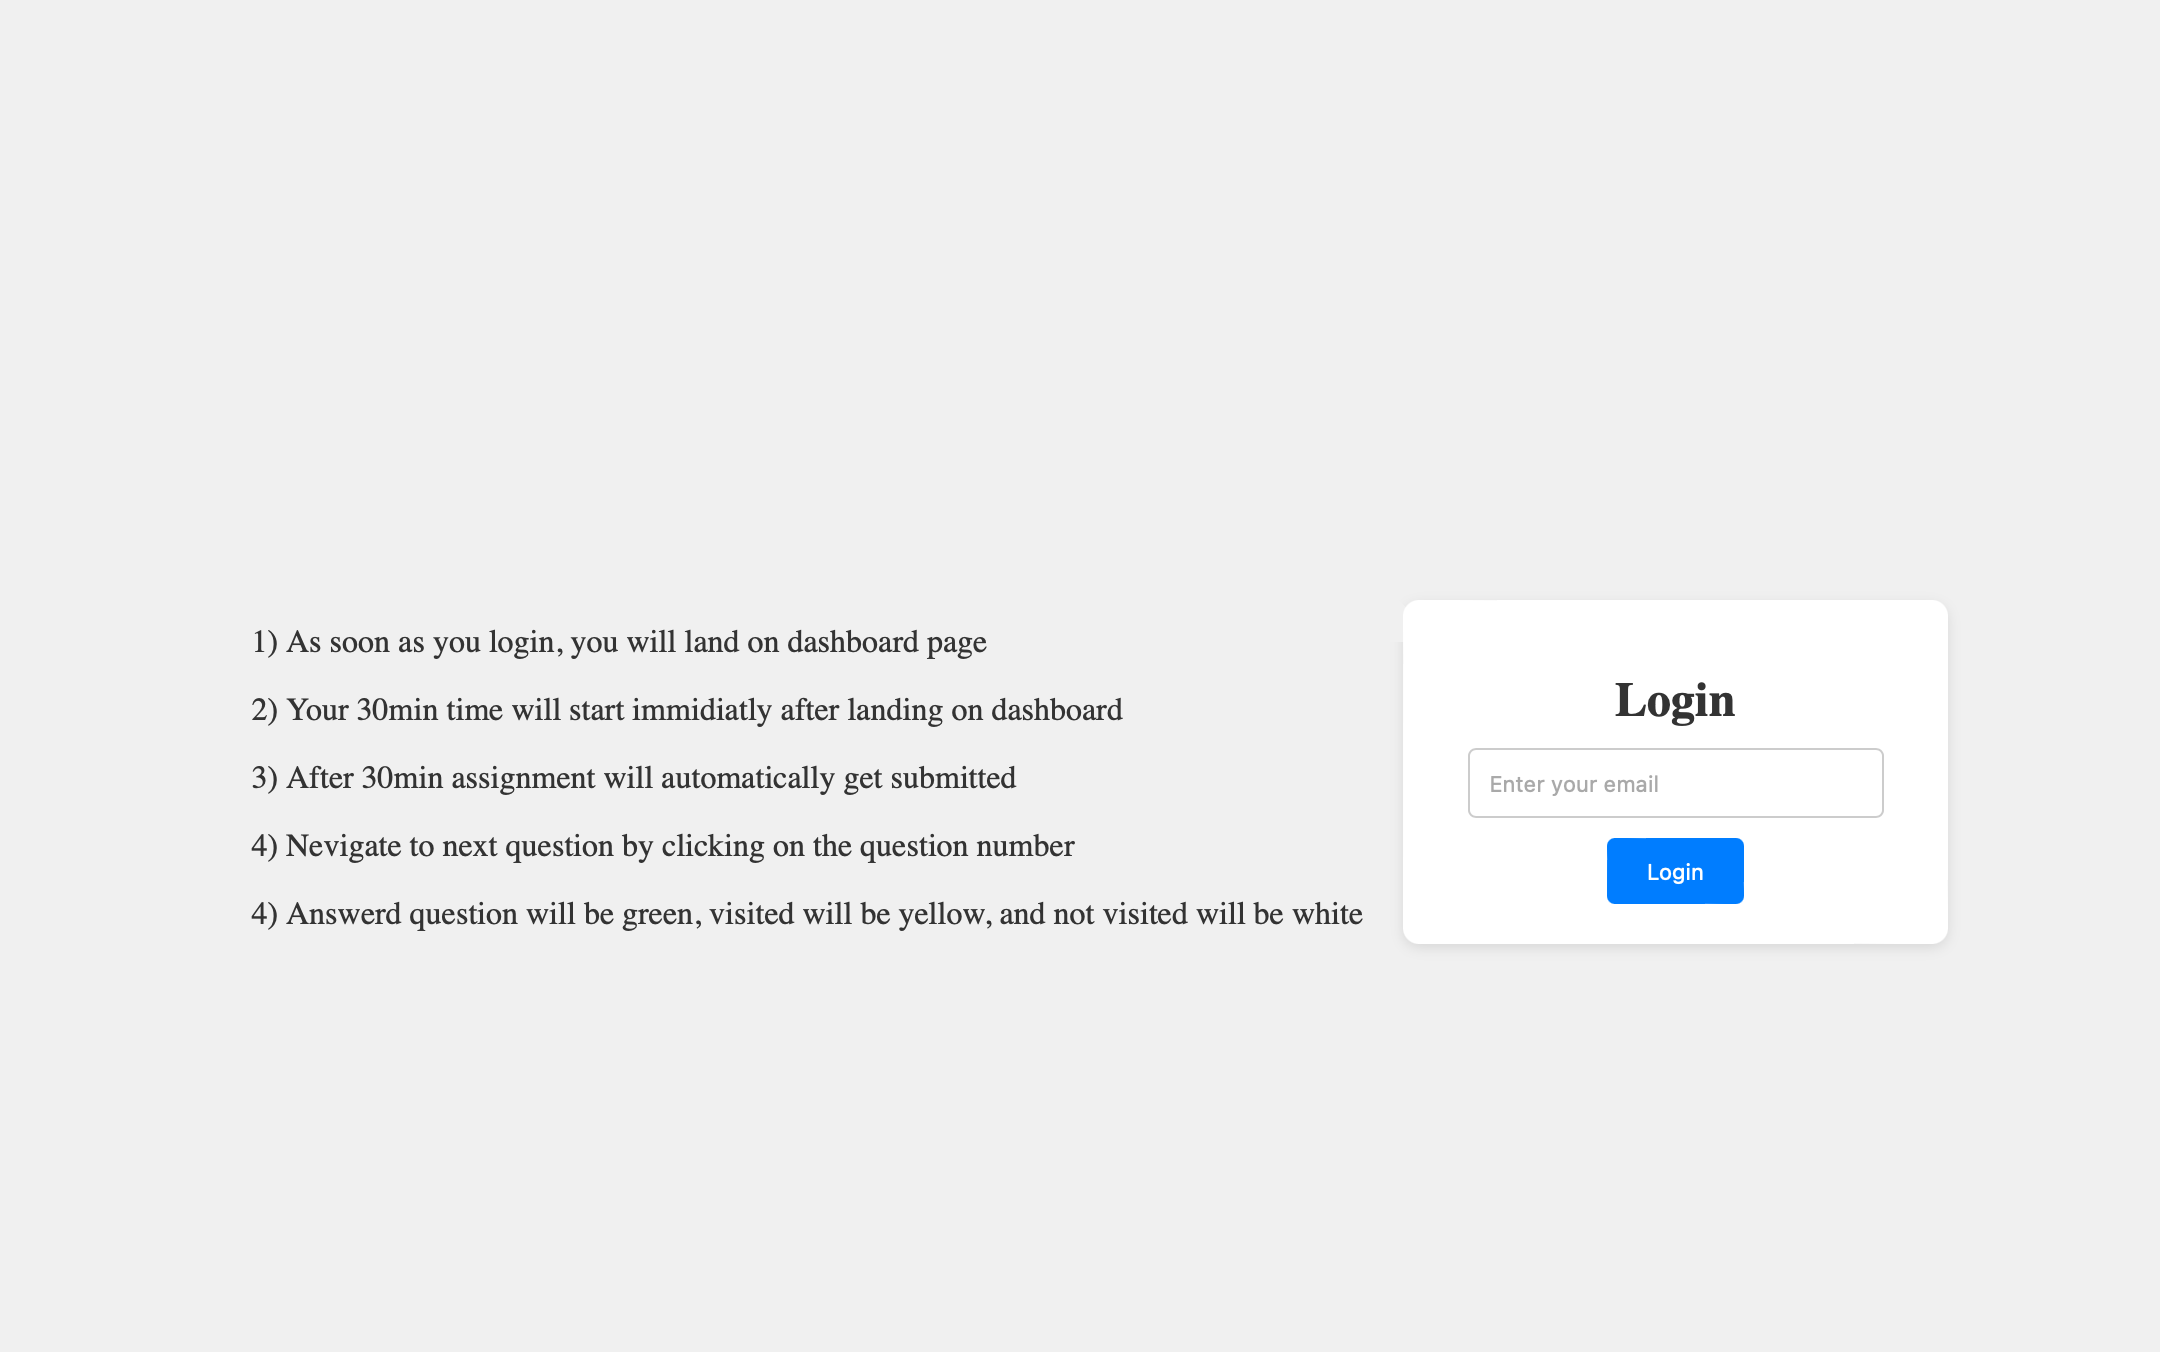 1) As soon as you login, you will land on dashboard page
2) Your 30min time will start immidiatly after landing on dashboard
3) After 30min assignment will automatically get submitted
4) Nevigate to next question by clicking on the question number
4) Answerd question will be green, visited will be yellow, and not visited will be white
Login
Enter your email
Login